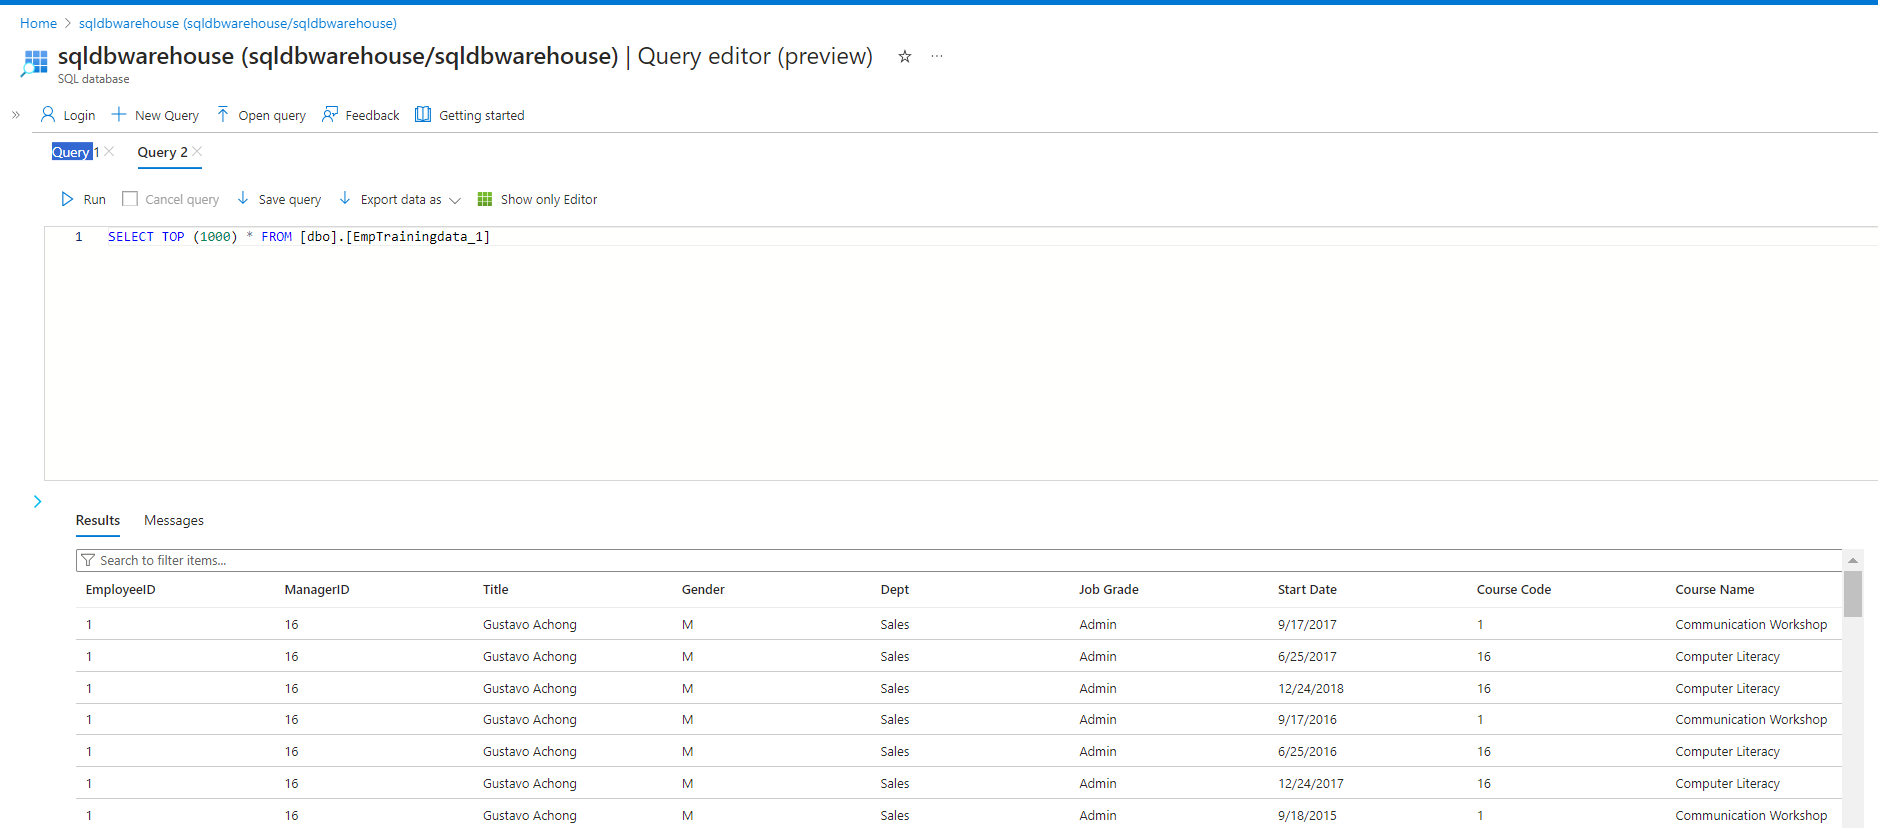 Home > sqldbwarehouse (sqldbwarehouse/sqldbwarehouse)
sqldbwarehouse (sqldbwarehouse/sqldbwarehouse) | Query editor (preview) ☆ ···
SQL database
» Login + New Query Open query Feedback Getting started
Query 1 × Query 2 ×
Run Cancel query Save query Export data as Show only Editor
1 SELECT TOP (1000) * FROM [dbo].[EmpTrainingdata_1]
Results Messages
Search to filter items...
EmployeeID ManagerID Title Gender Dept Job Grade Start Date Course Code Course Name
1 16 Gustavo Achong M Sales Admin 9/17/2017 1 Communication Workshop
1 16 Gustavo Achong M Sales Admin 6/25/2017 16 Computer Literacy
1 16 Gustavo Achong M Sales Admin 12/24/2018 16 Computer Literacy
1 16 Gustavo Achong M Sales Admin 9/17/2016 1 Communication Workshop
1 16 Gustavo Achong M Sales Admin 6/25/2016 16 Computer Literacy
1 16 Gustavo Achong M Sales Admin 12/24/2017 16 Computer Literacy
1 16 Gustavo Achong M Sales Admin 9/18/2015 1 Communication Workshop